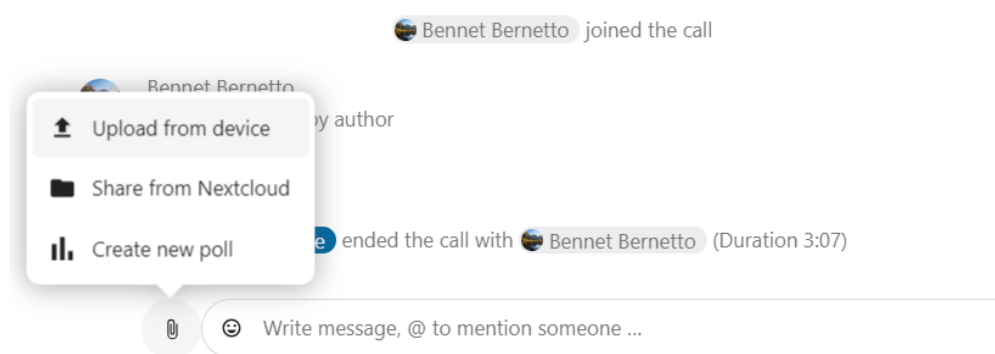 Bennet Bernetto joined the call
Bennet Bernetto
by author
Upload from device
Share from Nextcloud
Create new poll
e ended the call with Bennet Bernetto (Duration 3:07)
Write message, @ to mention someone ...